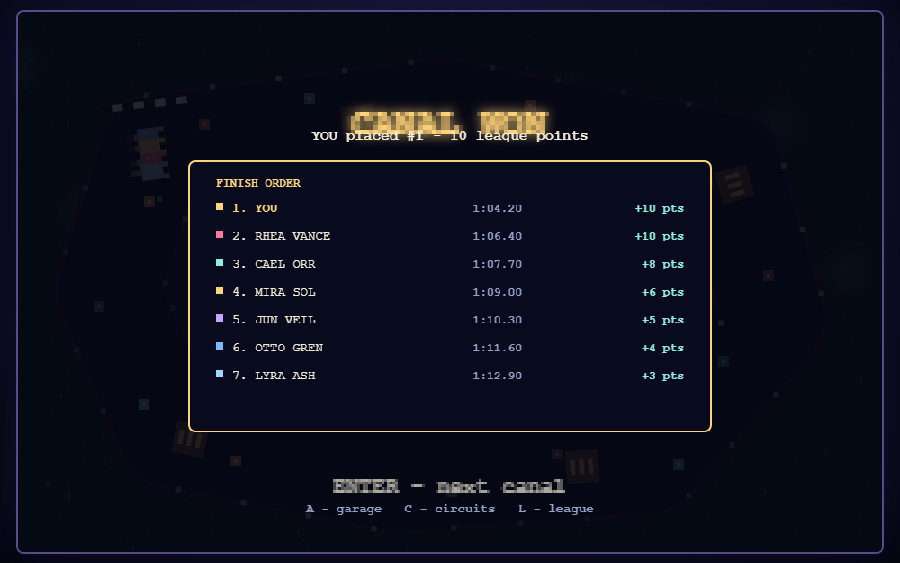 CANAL WON
YOU placed #1 - 10 league points
FINISH ORDER
1. YOU 1:04.20 +10 pts
2. RHEA VANCE 1:06.40 +10 pts
3. CAEL ORR 1:07.70 +8 pts
4. MIRA SOL 1:09.00 +6 pts
5. JUN VEIL 1:10.30 +5 pts
6. OTTO GREN 1:11.60 +4 pts
7. LYRA ASH 1:12.90 +3 pts
ENTER - next canal
A - garage C - circuits L - league